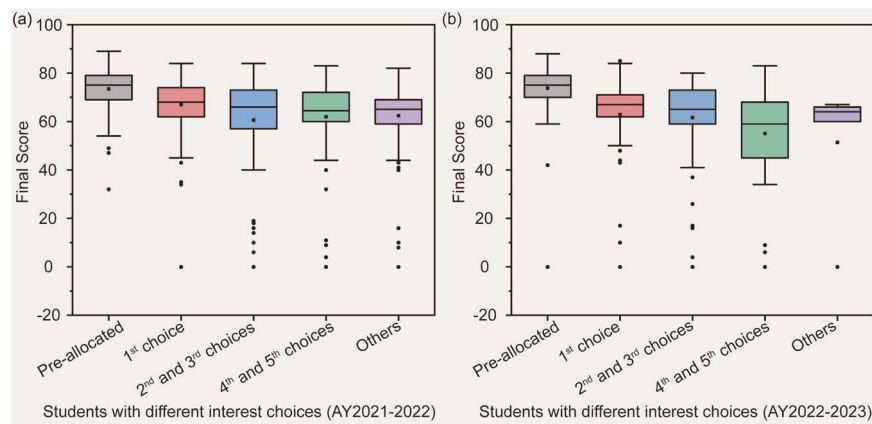 (a)
100
80
60
40
20
0
-20
Final Score
Pre-allocated
1st choice
2nd and 3rd choices
4th and 5th choices
Others
Students with different interest choices (AY2021-2022)
(b)
100
80
60
40
20
0
-20
Final Score
Pre-allocated
1st choice
2nd and 3rd choices
4th and 5th choices
Others
Students with different interest choices (AY2022-2023)